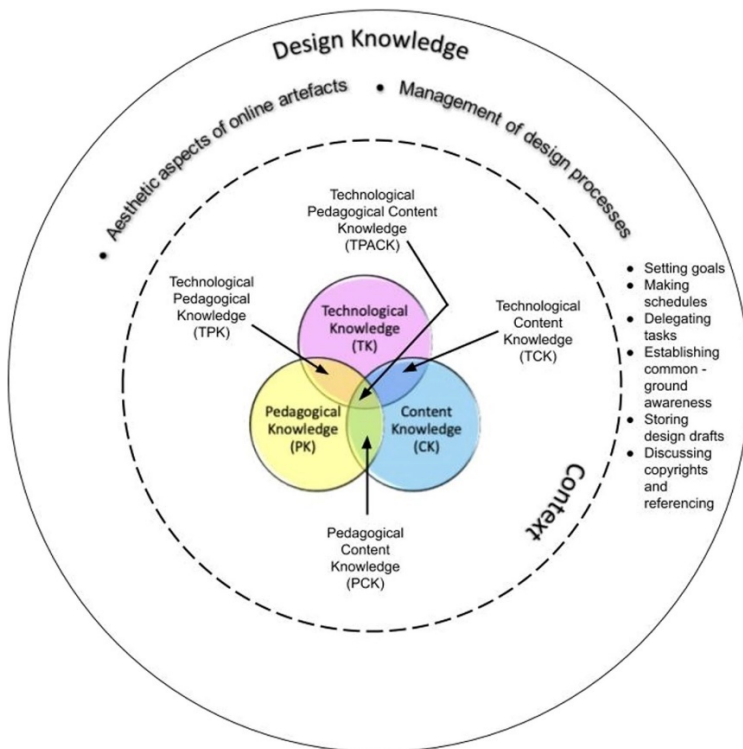 Design Knowledge
• Aesthetic aspects of online artefacts
• Management of design processes
• Setting goals
• Making
schedules
• Delegating
tasks
• Establishing
common -
ground
awareness
• Storing
design drafts
• Discussing
copyrights
and
referencing
Technological
Pedagogical Content
Knowledge
(TPACK)
Technological
Pedagogical
Knowledge
(TPK)
Technological
Content
Knowledge
(TCK)
Technological
Knowledge
(TK)
Pedagogical
Knowledge
(PK)
Content
Knowledge
(CK)
Context
Pedagogical
Content
Knowledge
(PCK)